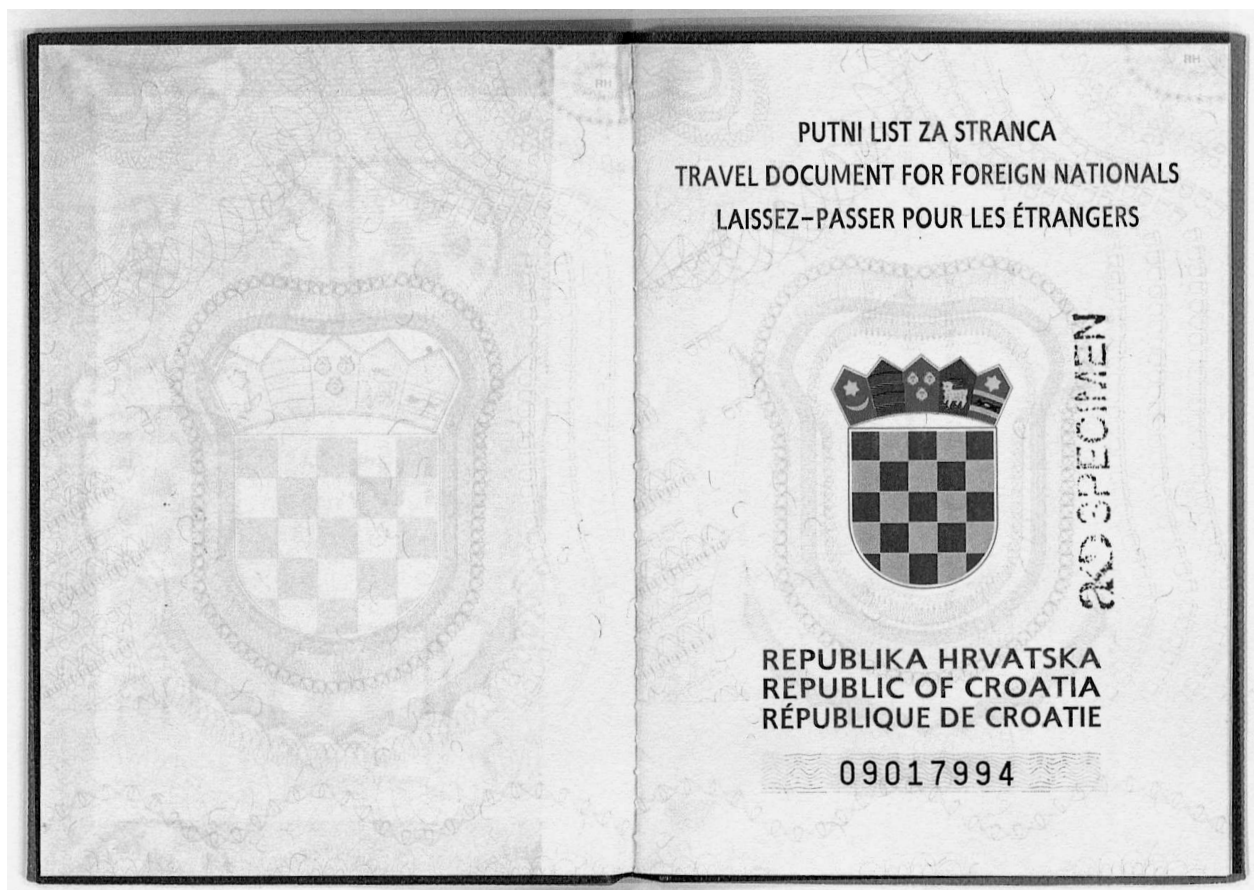 PUTNI LIST ZA STRANCA
TRAVEL DOCUMENT FOR FOREIGN NATIONALS
LAISSEZ-PASSER POUR LES ÉTRANGERS
akd SPECIMEN
REPUBLIKA HRVATSKA
REPUBLIC OF CROATIA
RÉPUBLIQUE DE CROATIE
09017994